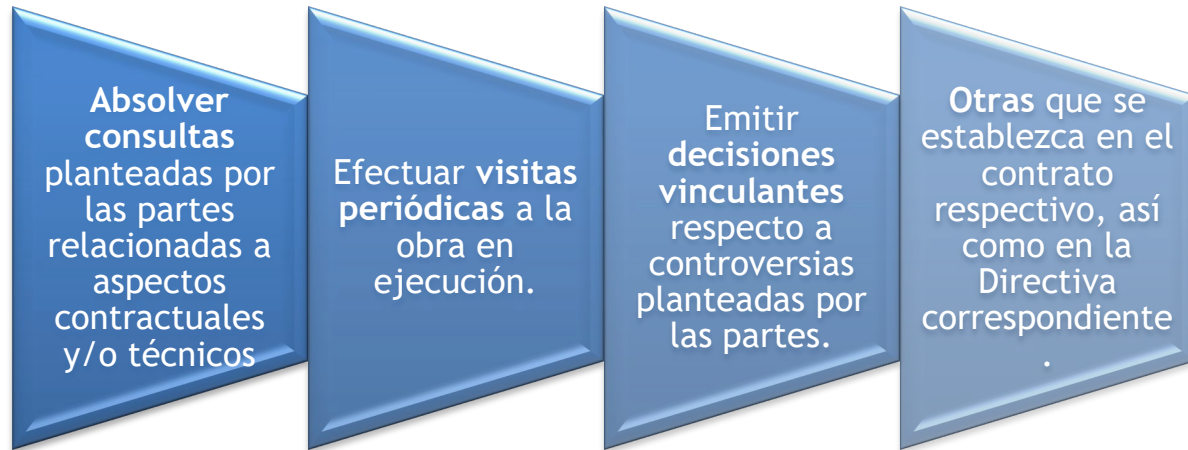 Absolver
consultas
planteadas por
las partes
relacionadas a
aspectos
contractuales
y/o técnicos
Efectuar visitas
periódicas a la
obra en
ejecución.
Emitir
decisiones
vinculantes
respecto a
controversias
planteadas por
las partes.
Otras que se
establezca en el
contrato
respectivo, así
como en la
Directiva
correspondiente
.